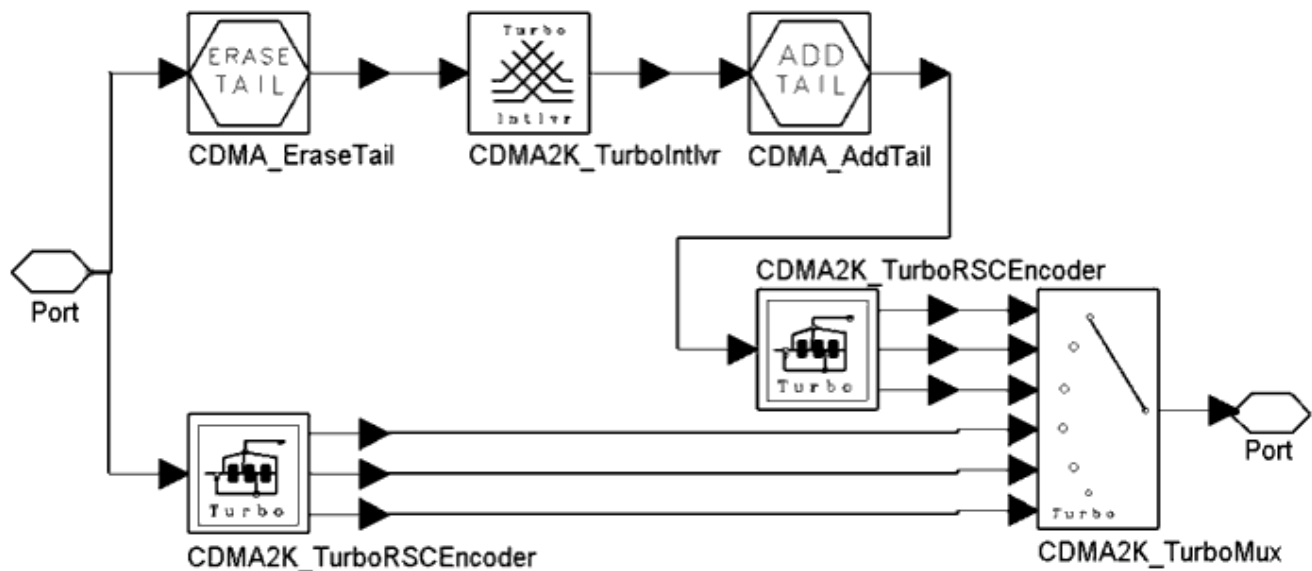 ERASE
TAIL
CDMA_EraseTail
Turbo
Intlvr
CDMA2K_TurboIntlvr
ADD
TAIL
CDMA_AddTail
Port
CDMA2K_TurboRSCEncoder
Turbo
Turbo
CDMA2K_TurboRSCEncoder
Turbo
CDMA2K_TurboMux
Port